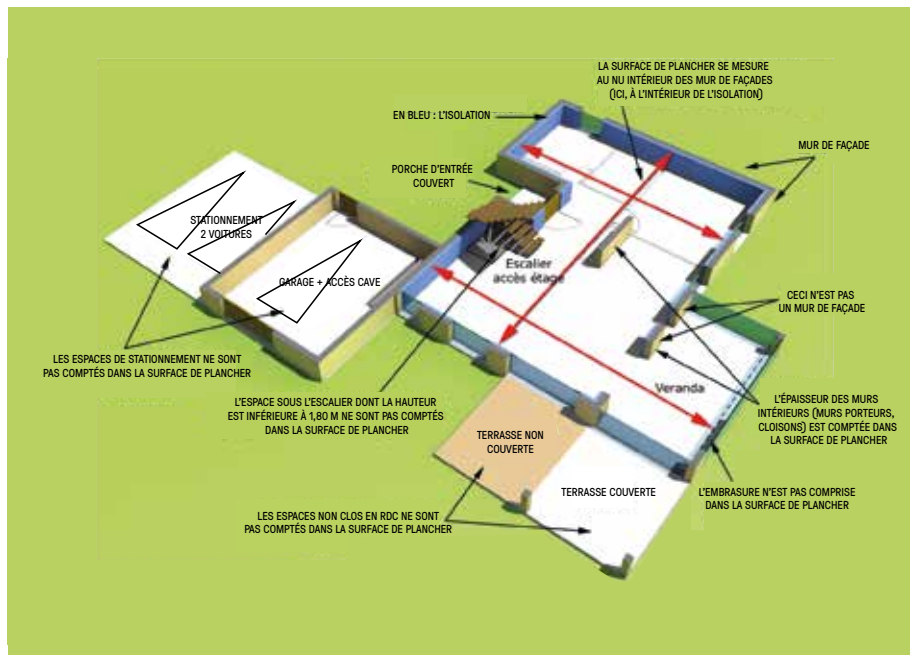 LA SURFACE DE PLANCHER SE MESURE
AU NU INTÉRIEUR DES MUR DE FAÇADES
(ICI, À L'INTÉRIEUR DE L'ISOLATION)
EN BLEU : L'ISOLATION
MUR DE FAÇADE
PORCHE D'ENTRÉE
COUVERT
STATIONNEMENT
2 VOITURES
GARAGE + ACCÈS CAVE
Escalier
accès étage
CECI N'EST PAS
UN MUR DE FAÇADE
LES ESPACES DE STATIONNEMENT NE SONT
PAS COMPTÉS DANS LA SURFACE DE PLANCHER
L'ESPACE SOUS L'ESCALIER DONT LA HAUTEUR
EST INFÉRIEURE À 1,80 M NE SONT PAS COMPTÉS
DANS LA SURFACE DE PLANCHER
Veranda
L'ÉPAISSEUR DES MURS
INTÉRIEURS (MURS PORTEURS,
CLOISONS) EST COMPTÉE DANS
LA SURFACE DE PLANCHER
TERRASSE NON
COUVERTE
TERRASSE COUVERTE
L'EMBRASURE N'EST PAS COMPRISE
DANS LA SURFACE DE PLANCHER
LES ESPACES NON CLOS EN RDC NE SONT
PAS COMPTÉS DANS LA SURFACE DE PLANCHER